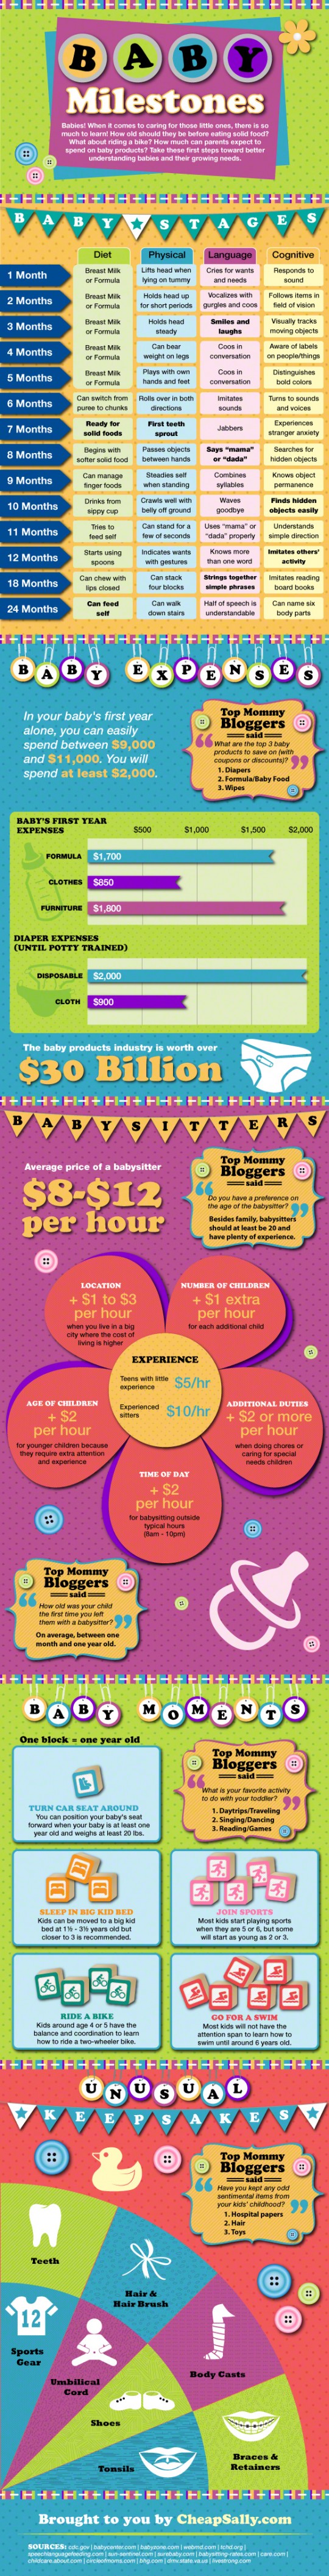 BABY
Milestones
Babies! When it comes to caring for those little ones, there is so
much to learn! How old should they be before eating solid food?
What about riding a bike? How much can parents expect to
spend on baby products? Take these first steps toward better
understanding babies and their growing needs.
BABY STAGES
Diet Physical Language Cognitive
1 Month
Breast Milk
or Formula
Lifts head when
lying on tummy
Cries for wants
and needs
Responds to
sound
2 Months
Breast Milk
or Formula
Holds head up
for short periods
Vocalizes with
gurgles and coos
Follows items in
field of vision
3 Months
Breast Milk
or Formula
Holds head
steady
Smiles and
laughs
Visually tracks
moving objects
4 Months
Breast Milk
or Formula
Can bear
weight on legs
Coos in
conversation
Aware of labels
on people/things
5 Months
Breast Milk
or Formula
Plays with own
hands and feet
Coos in
conversation
Distinguishes
bold colors
6 Months
Can switch from
puree to chunks
Rolls over in both
directions
Imitates
sounds
Turns to sounds
and voices
7 Months
Ready for
solid foods
First teeth
sprout
Jabbers
Experiences
stranger anxiety
8 Months
Begins with
softer solid food
Passes objects
between hands
Says "mama"
or "dada"
Searches for
hidden objects
9 Months
Can manage
finger foods
Steadies self
when standing
Combines
syllables
Knows object
permanence
10 Months
Drinks from
sippy cup
Crawls well with
belly off ground
Waves
goodbye
Finds hidden
objects easily
11 Months
Tries to
feed self
Can stand for a
few of seconds
Uses "mama" or
"dada" properly
Understands
simple direction
12 Months
Starts using
spoons
Indicates wants
with gestures
Knows more
than one word
Imitates others'
activity
18 Months
Can chew with
lips closed
Can stack
four blocks
Strings together
simple phrases
Imitates reading
board books
24 Months
Can feed
self
Can walk
down stairs
Half of speech is
understandable
Can name six
body parts
BABY EXPENSES
In your baby's first year
alone, you can easily
spend between $9,000
and $11,000. You will
spend at least $2,000.
Top Mommy
Bloggers
said
What are the top 3 baby
products to save on (with
coupons or discounts)?
1. Diapers
2. Formula/Baby Food
3. Wipes
BABY'S FIRST YEAR
EXPENSES
$500 $1,000 $1,500 $2,000
FORMULA $1,700
CLOTHES $850
FURNITURE $1,800
DIAPER EXPENSES
(UNTIL POTTY TRAINED)
DISPOSABLE $2,000
CLOTH $900
The baby products industry is worth over
$30 Billion
BABYSITTERS
Average price of a babysitter
$8-$12
per hour
Top Mommy
Bloggers
said
Do you have a preference on
the age of the babysitter?
Besides family, babysitters
should at least be 20 and
have plenty of experience.
LOCATION
+ $1 to $3
per hour
when you live in a big
city where the cost of
living is higher
NUMBER OF CHILDREN
+ $1 extra
per hour
for each additional child
EXPERIENCE
Teens with little
experience
$5/hr
Experienced
sitters
$10/hr
AGE OF CHILDREN
+ $2
per hour
for younger children because
they require extra attention
and experience
ADDITIONAL DUTIES
+ $2 or more
per hour
when doing chores or
caring for special
needs children
TIME OF DAY
+ $2
per hour
for babysitting outside
typical hours
(8am - 10pm)
Top Mommy
Bloggers
said
How old was your child
the first time you left
them with a babysitter?
On average, between one
month and one year old.
BABY MOMENTS
One block = one year old
TURN CAR SEAT AROUND
You can position your baby's seat
forward when your baby is at least one
year old and weighs at least 20 lbs.
Top Mommy
Bloggers
said
What is your favorite activity
to do with your toddler?
1. Daytrips/Traveling
2. Singing/Dancing
3. Reading/Games
SLEEP IN BIG KID BED
Kids can be moved to a big kid
bed at 1½ - 3½ years old but
closer to 3 is recommended.
JOIN SPORTS
Most kids start playing sports
when they are 5 or 6, but some
will start as young as 2 or 3.
RIDE A BIKE
Kids around age 4 or 5 have the
balance and coordination to learn
how to ride a two-wheeler bike.
GO FOR A SWIM
Most kids will not have the
attention span to learn how to
swim until around 6 years old.
UNUSUAL
KEEPSAKES
Top Mommy
Bloggers
said
Have you kept any odd
sentimental items from
your kids' childhood?
1. Hospital papers
2. Hair
3. Toys
Teeth
Hair &
Hair Brush
12
Sports
Gear
Umbilical
Cord
Body Casts
Shoes
Braces &
Retainers
Tonsils
Brought to you by CheapSally.com
SOURCES: cdc.gov | babycenter.com | babyzone.com | webmd.com | lchd.org |
speechlanguagefeeding.com | sun-sentinel.com | surebaby.com | babysitting-rates.com | care.com |
childcare.about.com | circleofmoms.com | bhg.com | dmv.state.va.us | livestrong.com